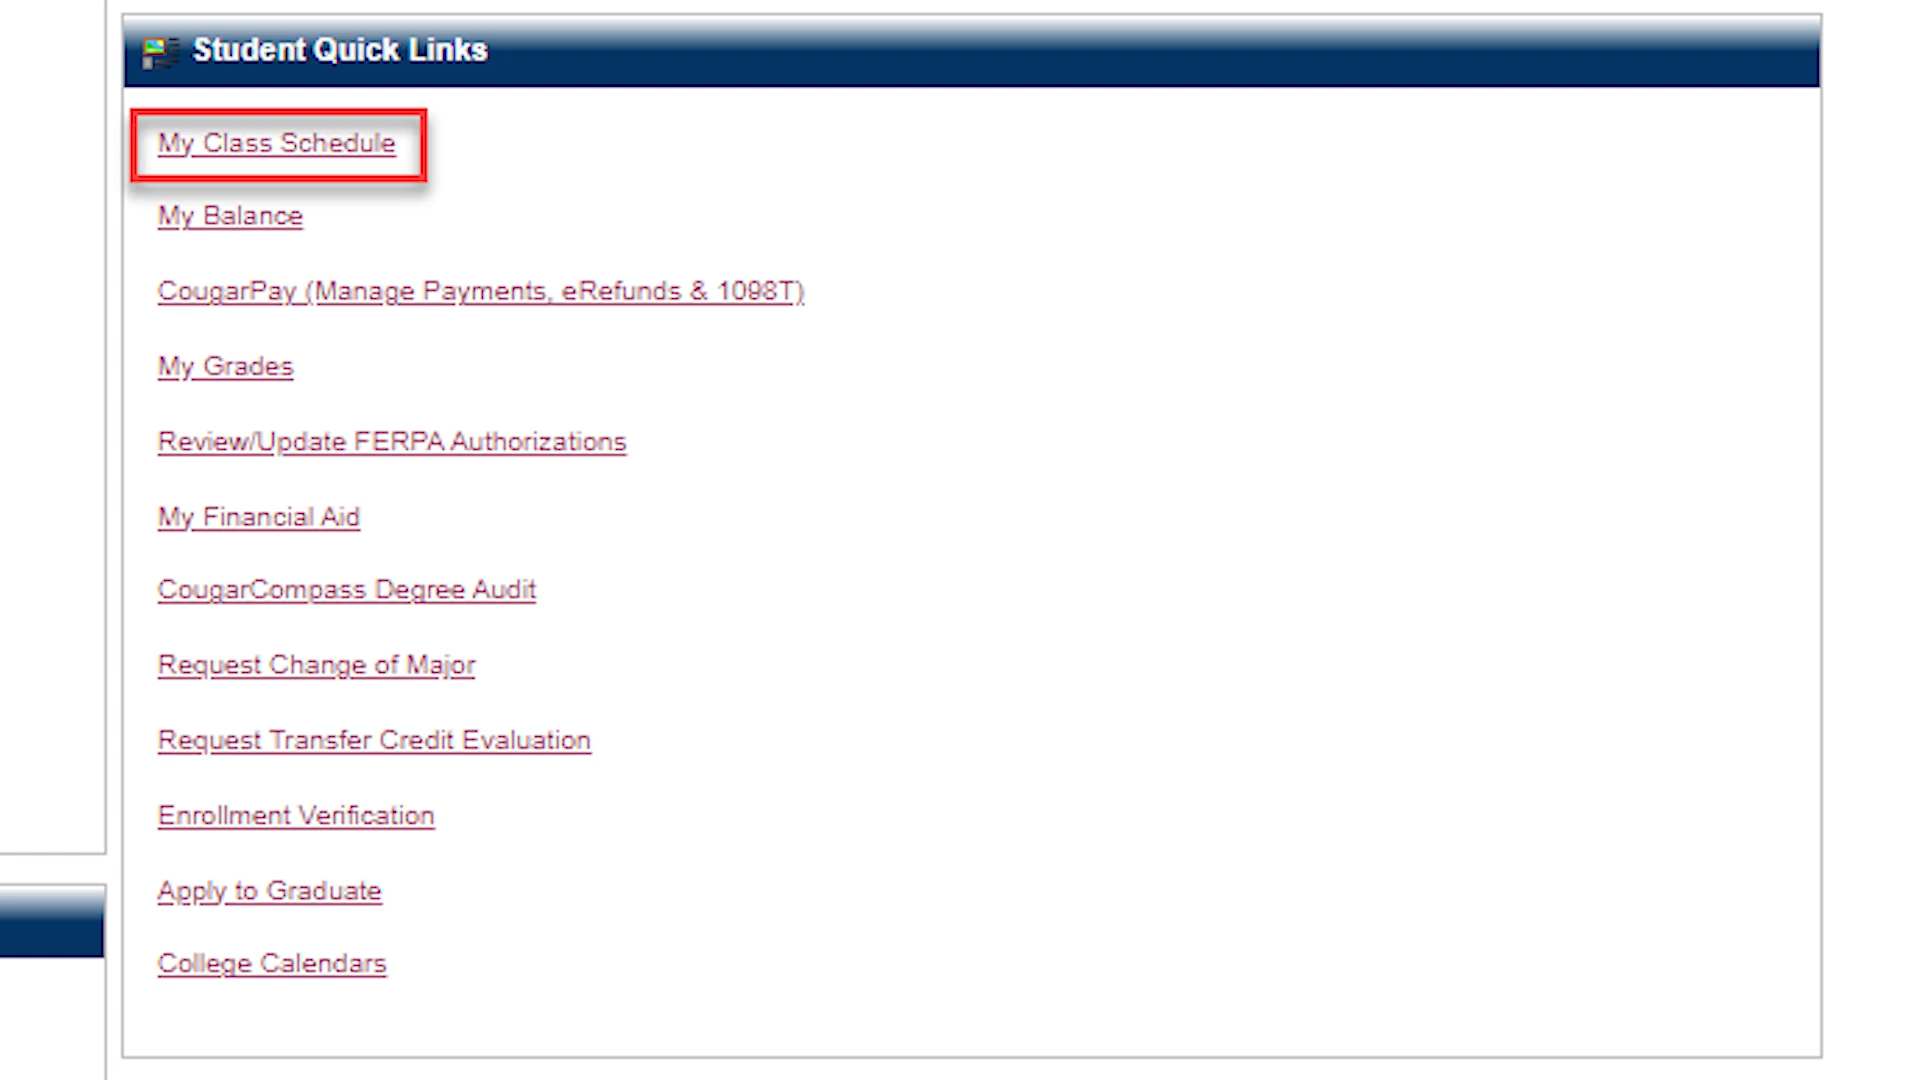 Student Quick Links
My Class Schedule
My Balance
CougarPay (Manage Payments, eRefunds & 1098T)
My Grades
Review/Update FERPA Authorizations
My Financial Aid
CougarCompass Degree Audit
Request Change of Major
Request Transfer Credit Evaluation
Enrollment Verification
Apply to Graduate
College Calendars